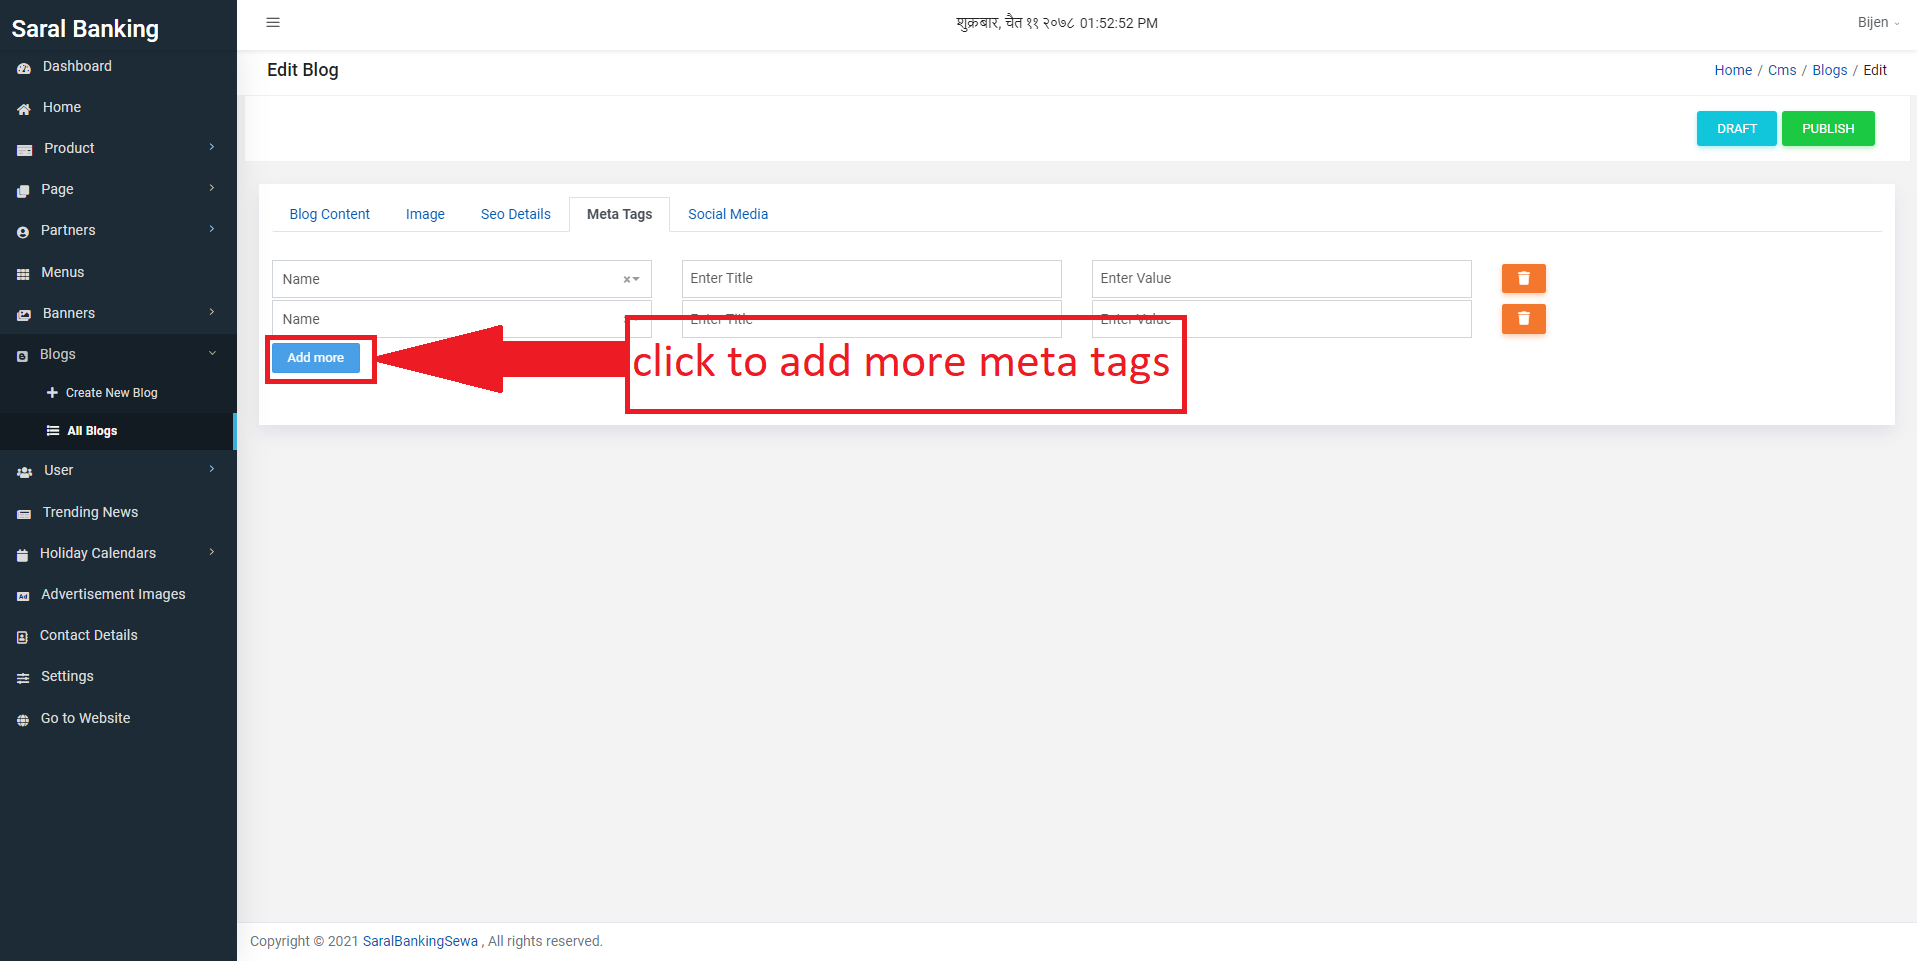 Saral Banking
शुक्रबार, चैत ११ २०७८ 01:52:52 PM
Bijen
Dashboard
Home
Product
Page
Partners
Menus
Banners
Blogs
Create New Blog
All Blogs
User
Trending News
Holiday Calendars
Advertisement Images
Contact Details
Settings
Go to Website
Edit Blog
Home / Cms / Blogs / Edit
DRAFT PUBLISH
Blog Content Image Seo Details Meta Tags Social Media
Name × Enter Title Enter Value
Name Enter Title Enter Value
Add more
click to add more meta tags
Copyright © 2021 SaralBankingSewa , All rights reserved.